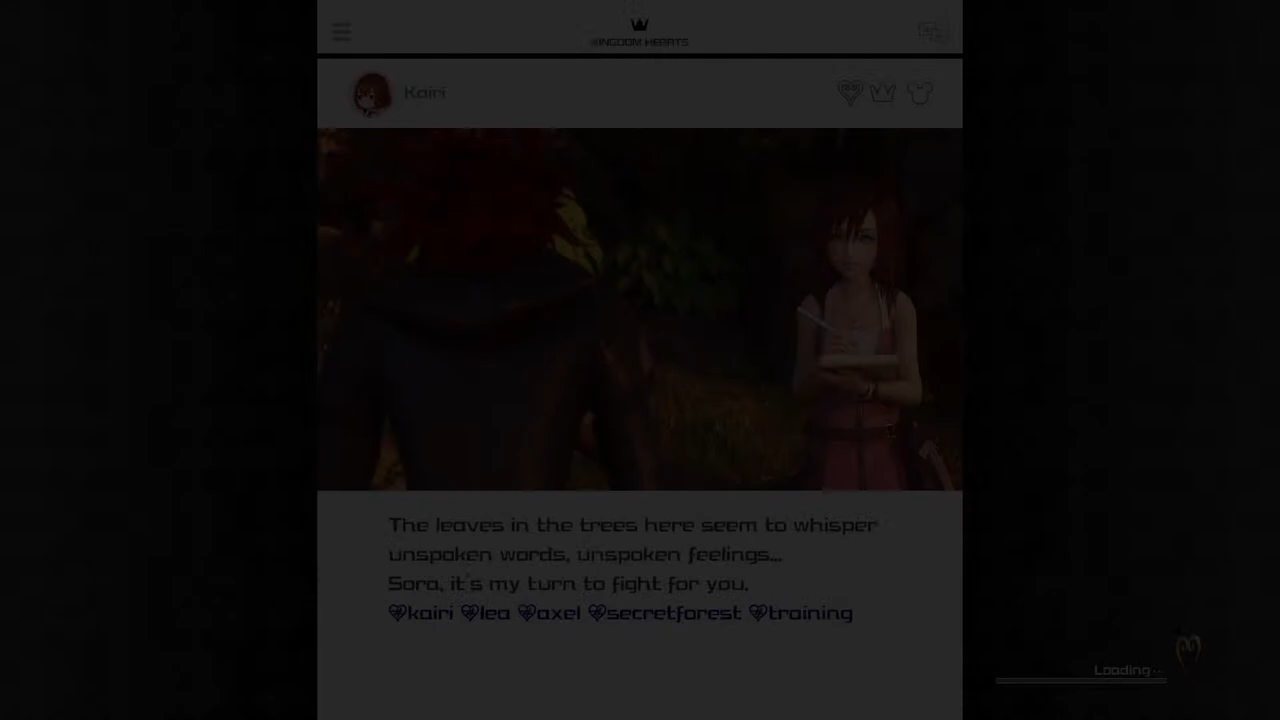 KINGDOM HEARTS
Kairi
The leaves in the trees here seem to whisper
unspoken words, unspoken feelings...
Sora, it's my turn to fight for you.
kairi lea axel secretforest training
Loading··